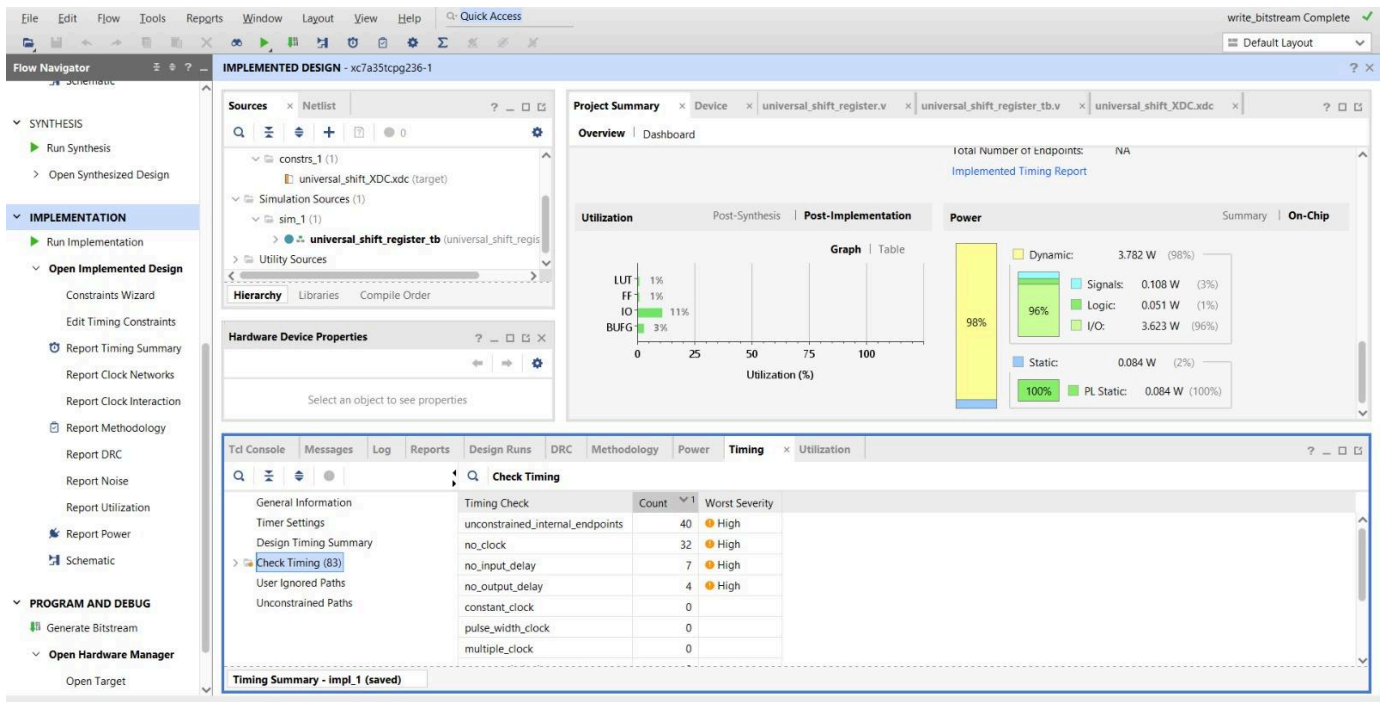 File Edit Flow Tools Reports Window Layout View Help Quick Access write_bitstream Complete
Default Layout
Flow Navigator ? _
Schematic
SYNTHESIS
Run Synthesis
Open Synthesized Design
IMPLEMENTATION
Run Implementation
Open Implemented Design
Constraints Wizard
Edit Timing Constraints
Report Timing Summary
Report Clock Networks
Report Clock Interaction
Report Methodology
Report DRC
Report Noise
Report Utilization
Report Power
Schematic
PROGRAM AND DEBUG
Generate Bitstream
Open Hardware Manager
Open Target
IMPLEMENTED DESIGN - xc7a35tcpg236-1
Sources Netlist
0
constrs_1 (1)
universal_shift_XDC.xdc (target)
Simulation Sources (1)
sim_1 (1)
universal_shift_register_tb (universal_shift_regis
Utility Sources
Hierarchy Libraries Compile Order
Hardware Device Properties
Select an object to see properties
Project Summary Device universal_shift_register.v universal_shift_register_tb.v universal_shift_XDC.xdc
Overview | Dashboard
Total Number of Endpoints: NA
Implemented Timing Report
Utilization Post-Synthesis | Post-Implementation
Graph | Table
LUT 1%
FF 1%
IO 11%
BUFG 3%
0 25 50 75 100
Utilization (%)
Power Summary | On-Chip
98%
Dynamic: 3.782 W (98%)
96%
Signals: 0.108 W (3%)
Logic: 0.051 W (1%)
I/O: 3.623 W (96%)
Static: 0.084 W (2%)
100% PL Static: 0.084 W (100%)
Tcl Console Messages Log Reports Design Runs DRC Methodology Power Timing Utilization
Check Timing
General Information
Timer Settings
Design Timing Summary
Check Timing (83)
User Ignored Paths
Unconstrained Paths
Timing Check Count 1 Worst Severity
unconstrained_internal_endpoints 40 High
no_clock 32 High
no_input_delay 7 High
no_output_delay 4 High
constant_clock 0
pulse_width_clock 0
multiple_clock 0
Timing Summary - impl_1 (saved)